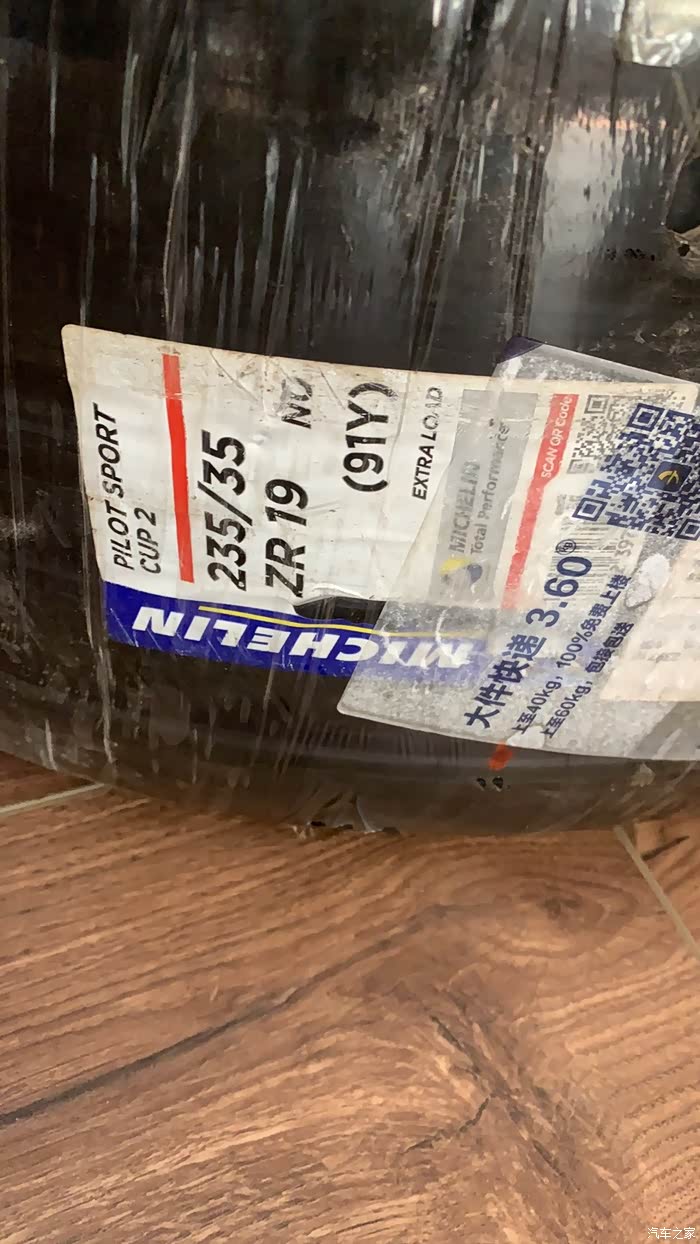 PILOT SPORT
CUP 2
235/35
ZR 19
(91Y)
EXTRA LOAD
MICHELIN
MICHELIN
Total Performance
SCAN QR Code
大件快递 3.60
上至40kg, 100%免费上楼
上至60kg, 包接包送
汽车之家